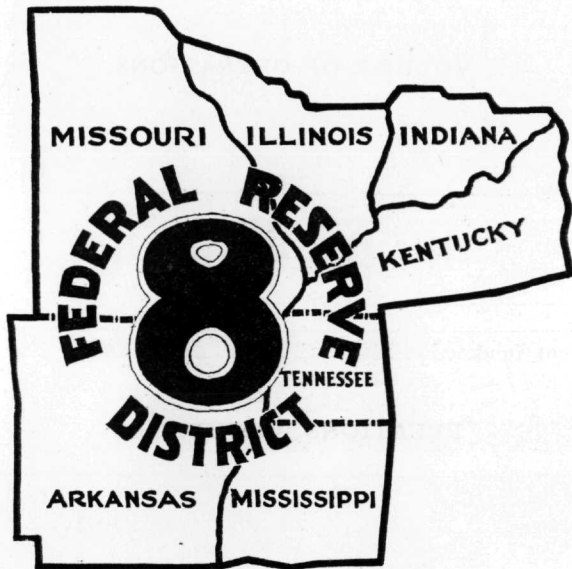 MISSOURI ILLINOIS INDIANA
FEDERAL RESERVE
KENTUCKY
8
TENNESSEE
DISTRICT
ARKANSAS MISSISSIPPI